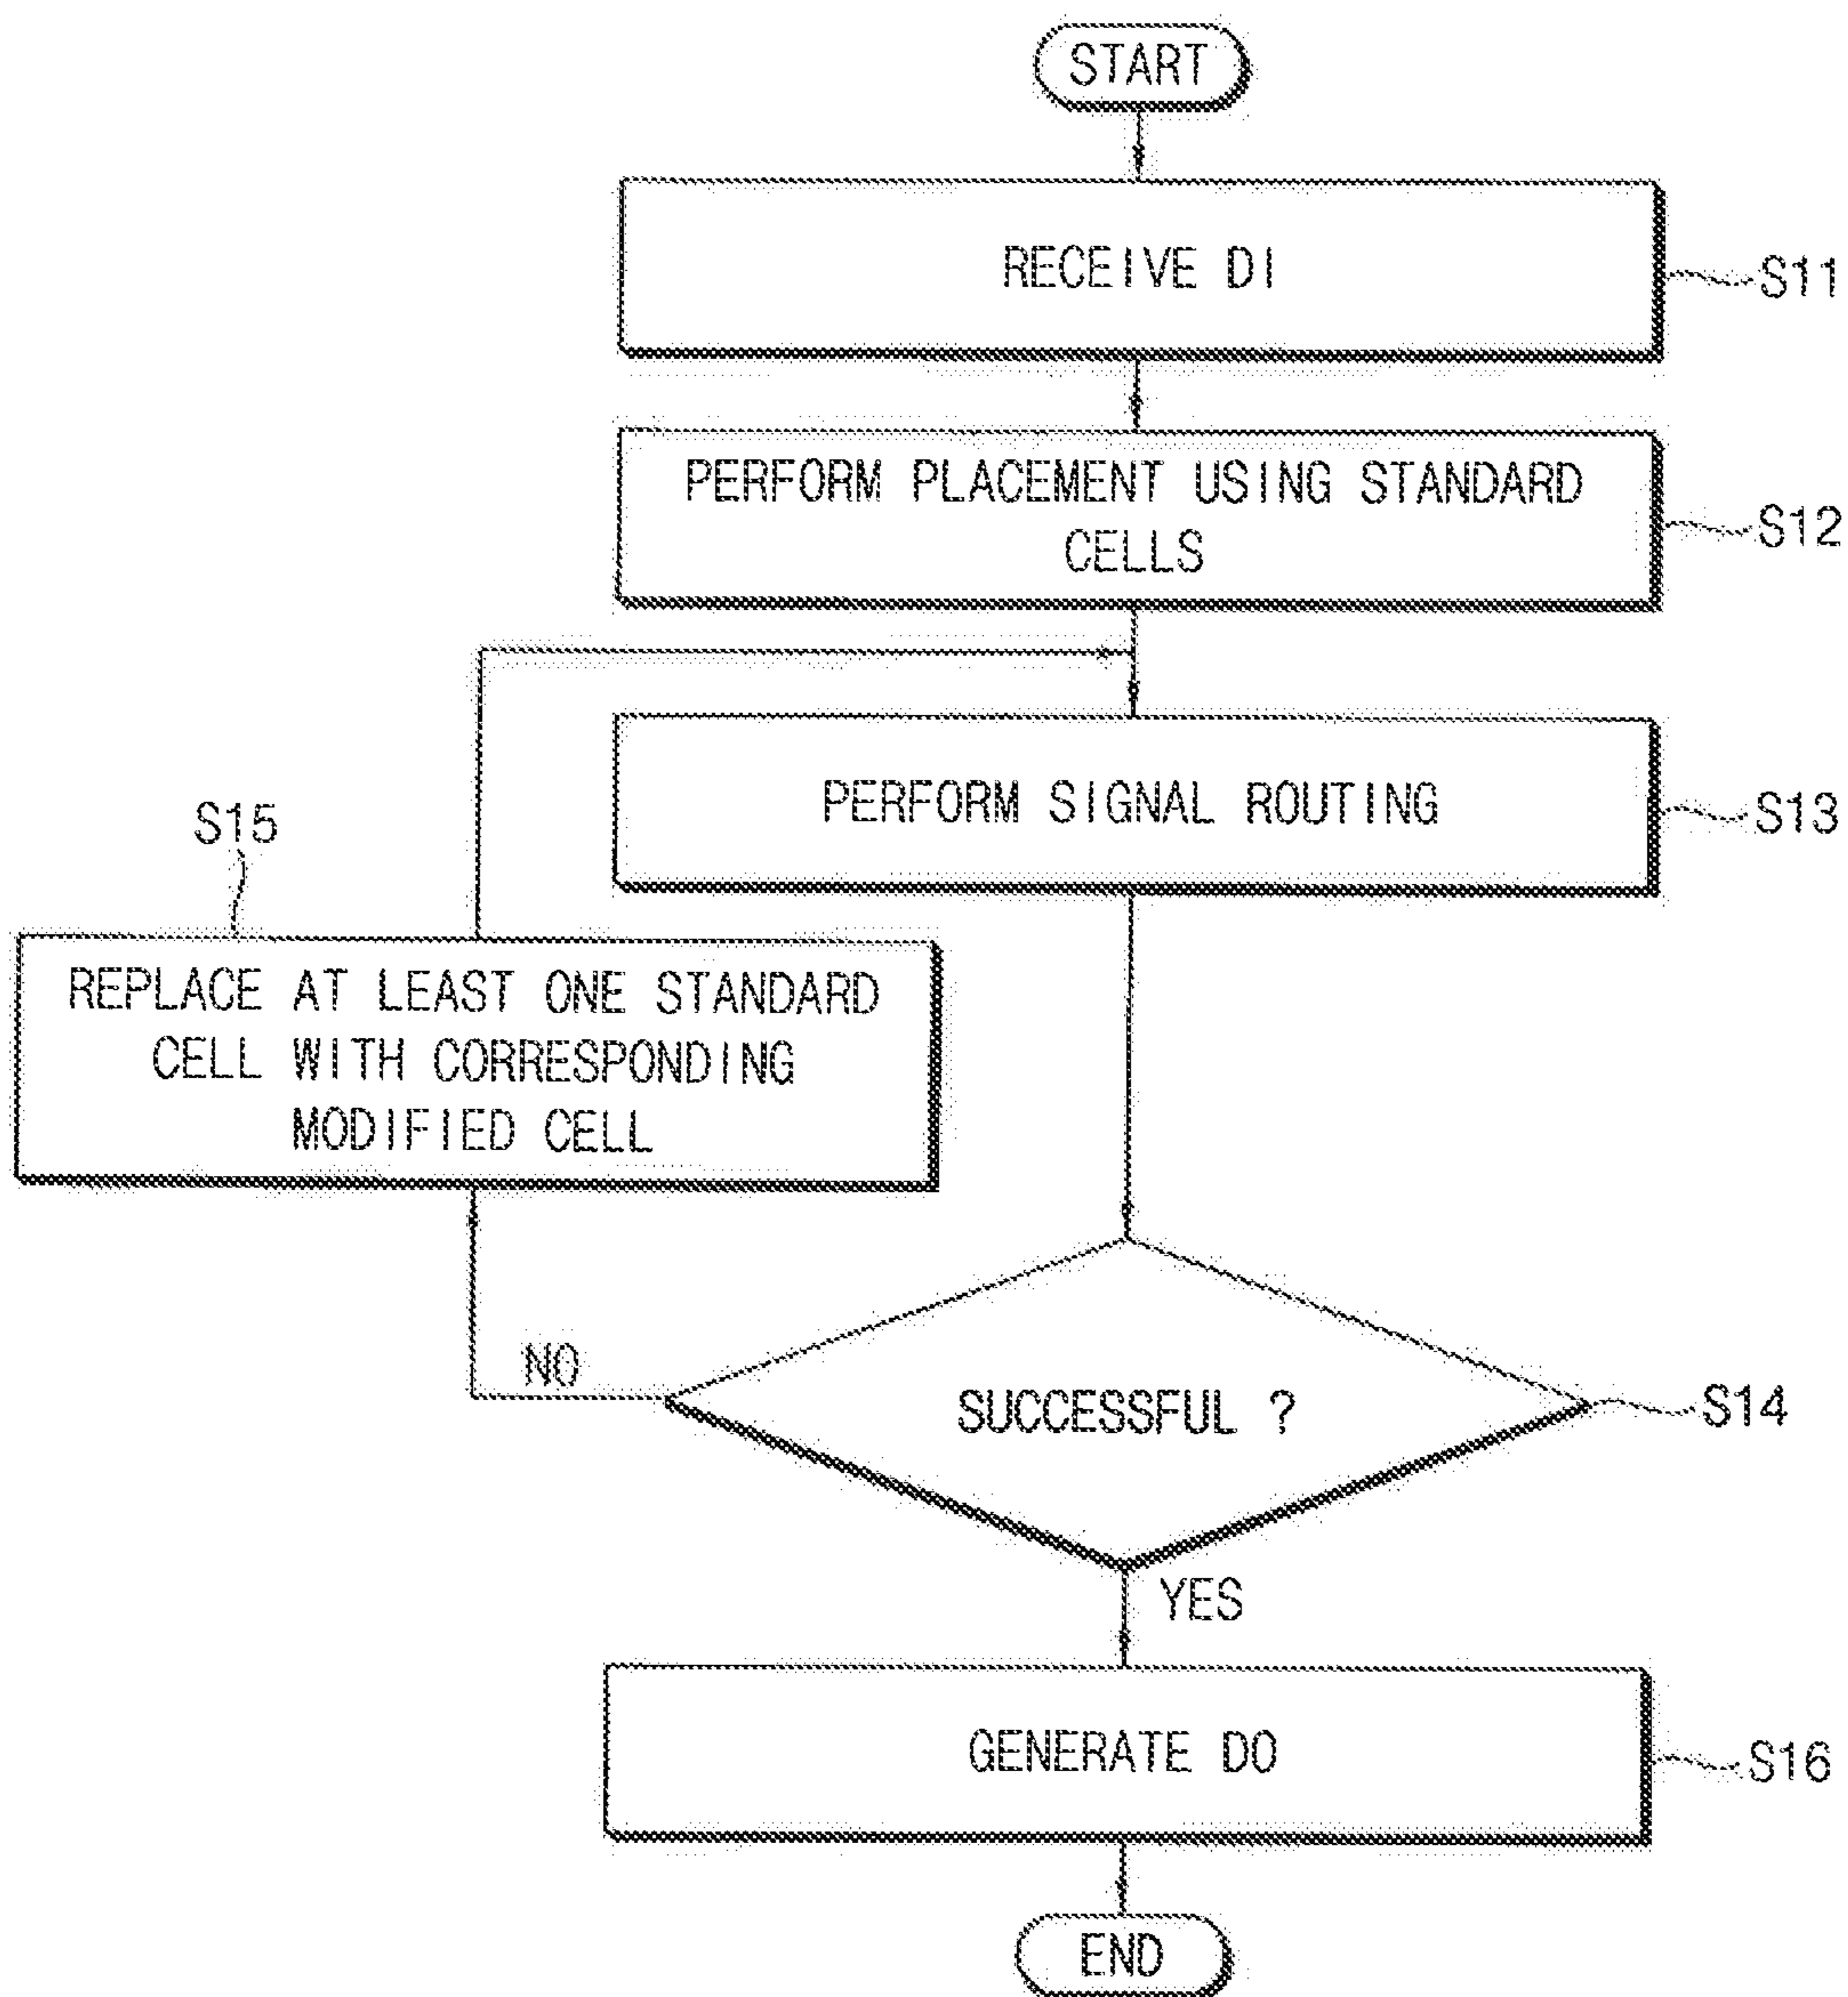 START
RECEIVE DI
S11
PERFORM PLACEMENT USING STANDARD
CELLS
S12
PERFORM SIGNAL ROUTING
S13
S15
REPLACE AT LEAST ONE STANDARD
CELL WITH CORRESPONDING
MODIFIED CELL
NO
SUCCESSFUL ?
S14
YES
GENERATE DO
S16
END